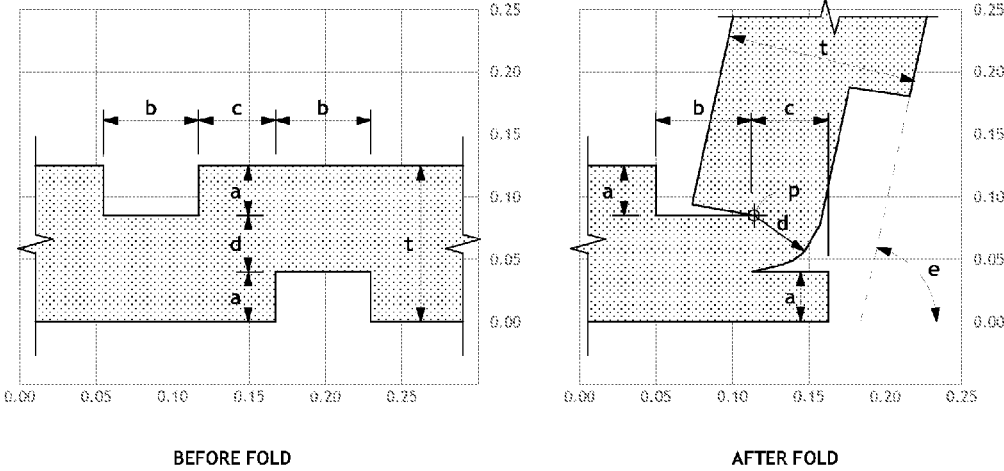 0.25 0.25
t
0.20 0.20
b c b b c
0.15 0.15
a a p
0.10 0.10
d t d
0.05 e 0.05
a a
0.00 0.00
0.00 0.05 0.10 0.15 0.20 0.25 0.00 0.05 0.10 0.15 0.20 0.25
BEFORE FOLD AFTER FOLD